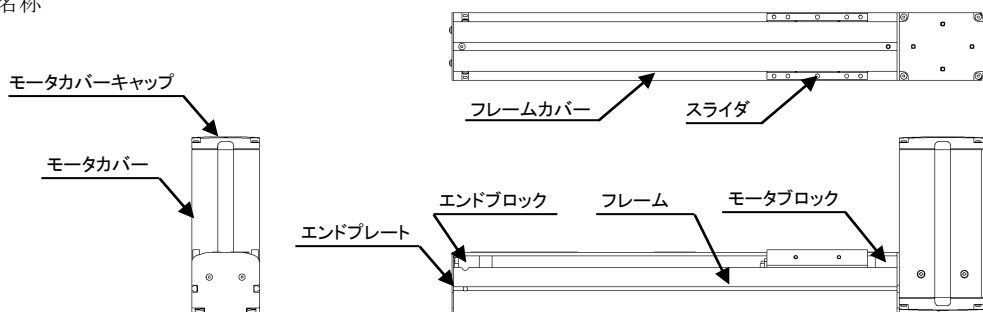 名称
モータカバーキャップ
フレームカバー
スライダ
モータカバー
エンドブロック
フレーム
モータブロック
エンドプレート